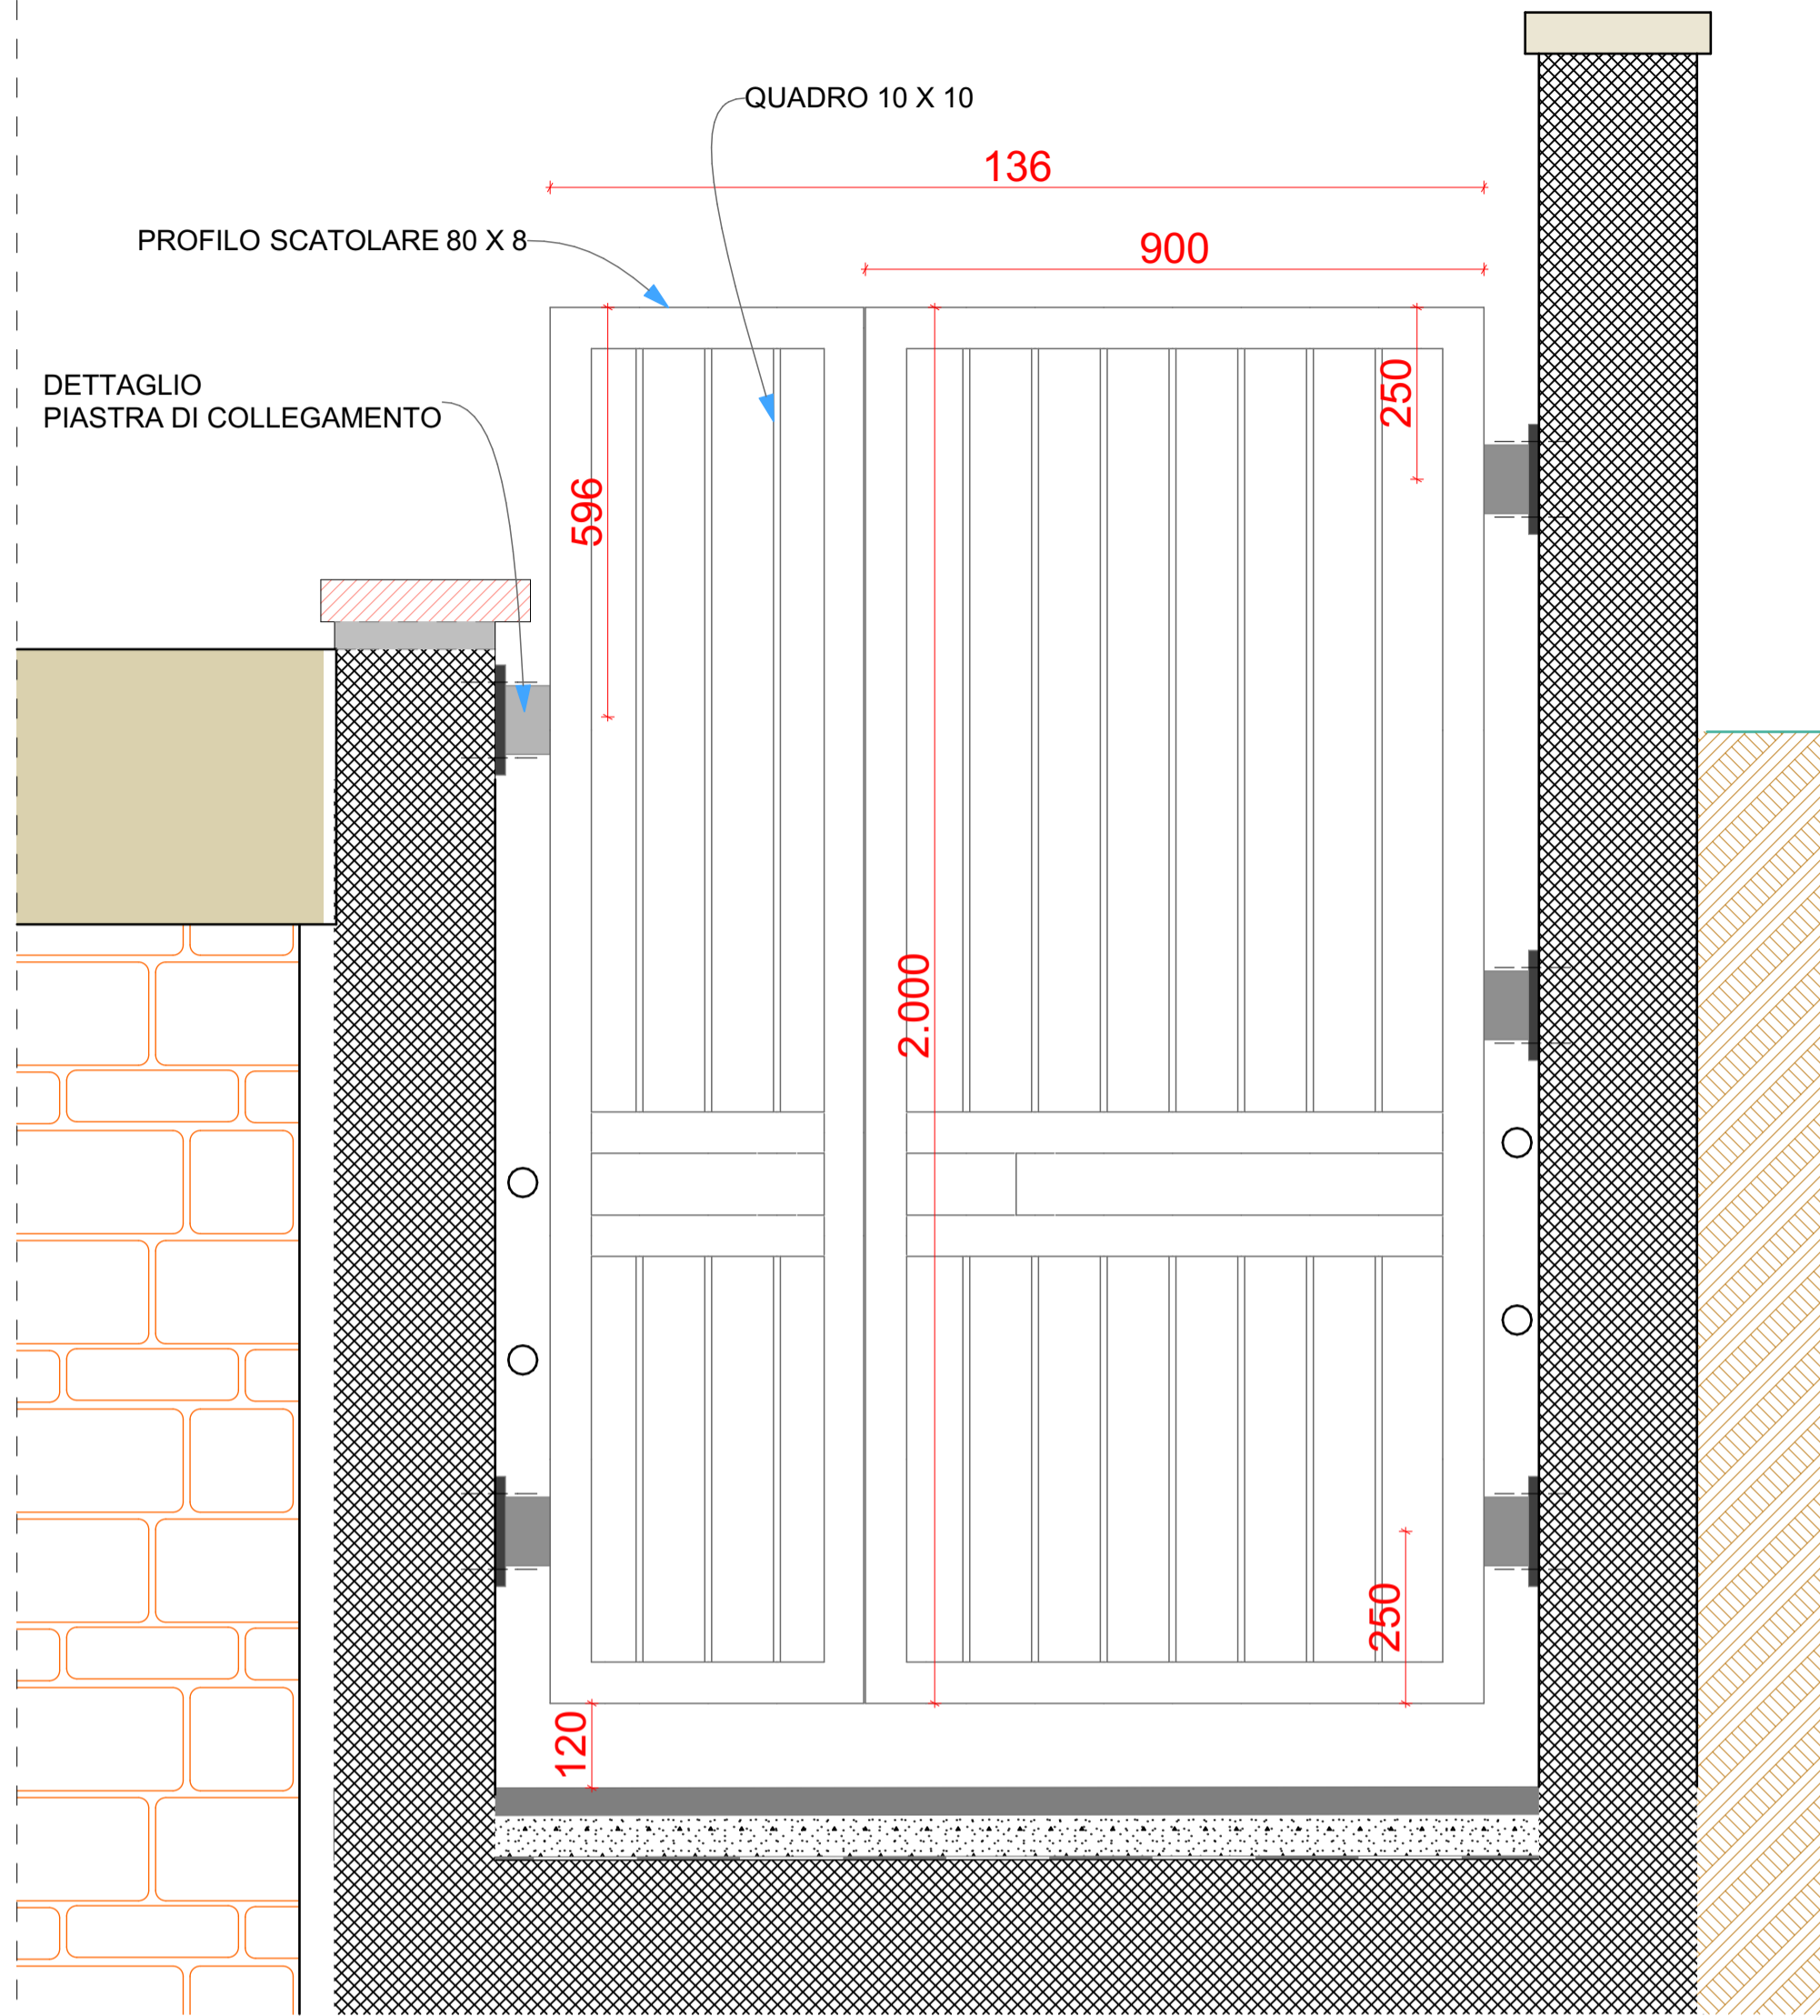 QUADRO 10 X 10
136
PROFILO SCATOLARE 80 X 8
900
DETTAGLIO
PIASTRA DI COLLEGAMENTO
250
596
2.000
250
120